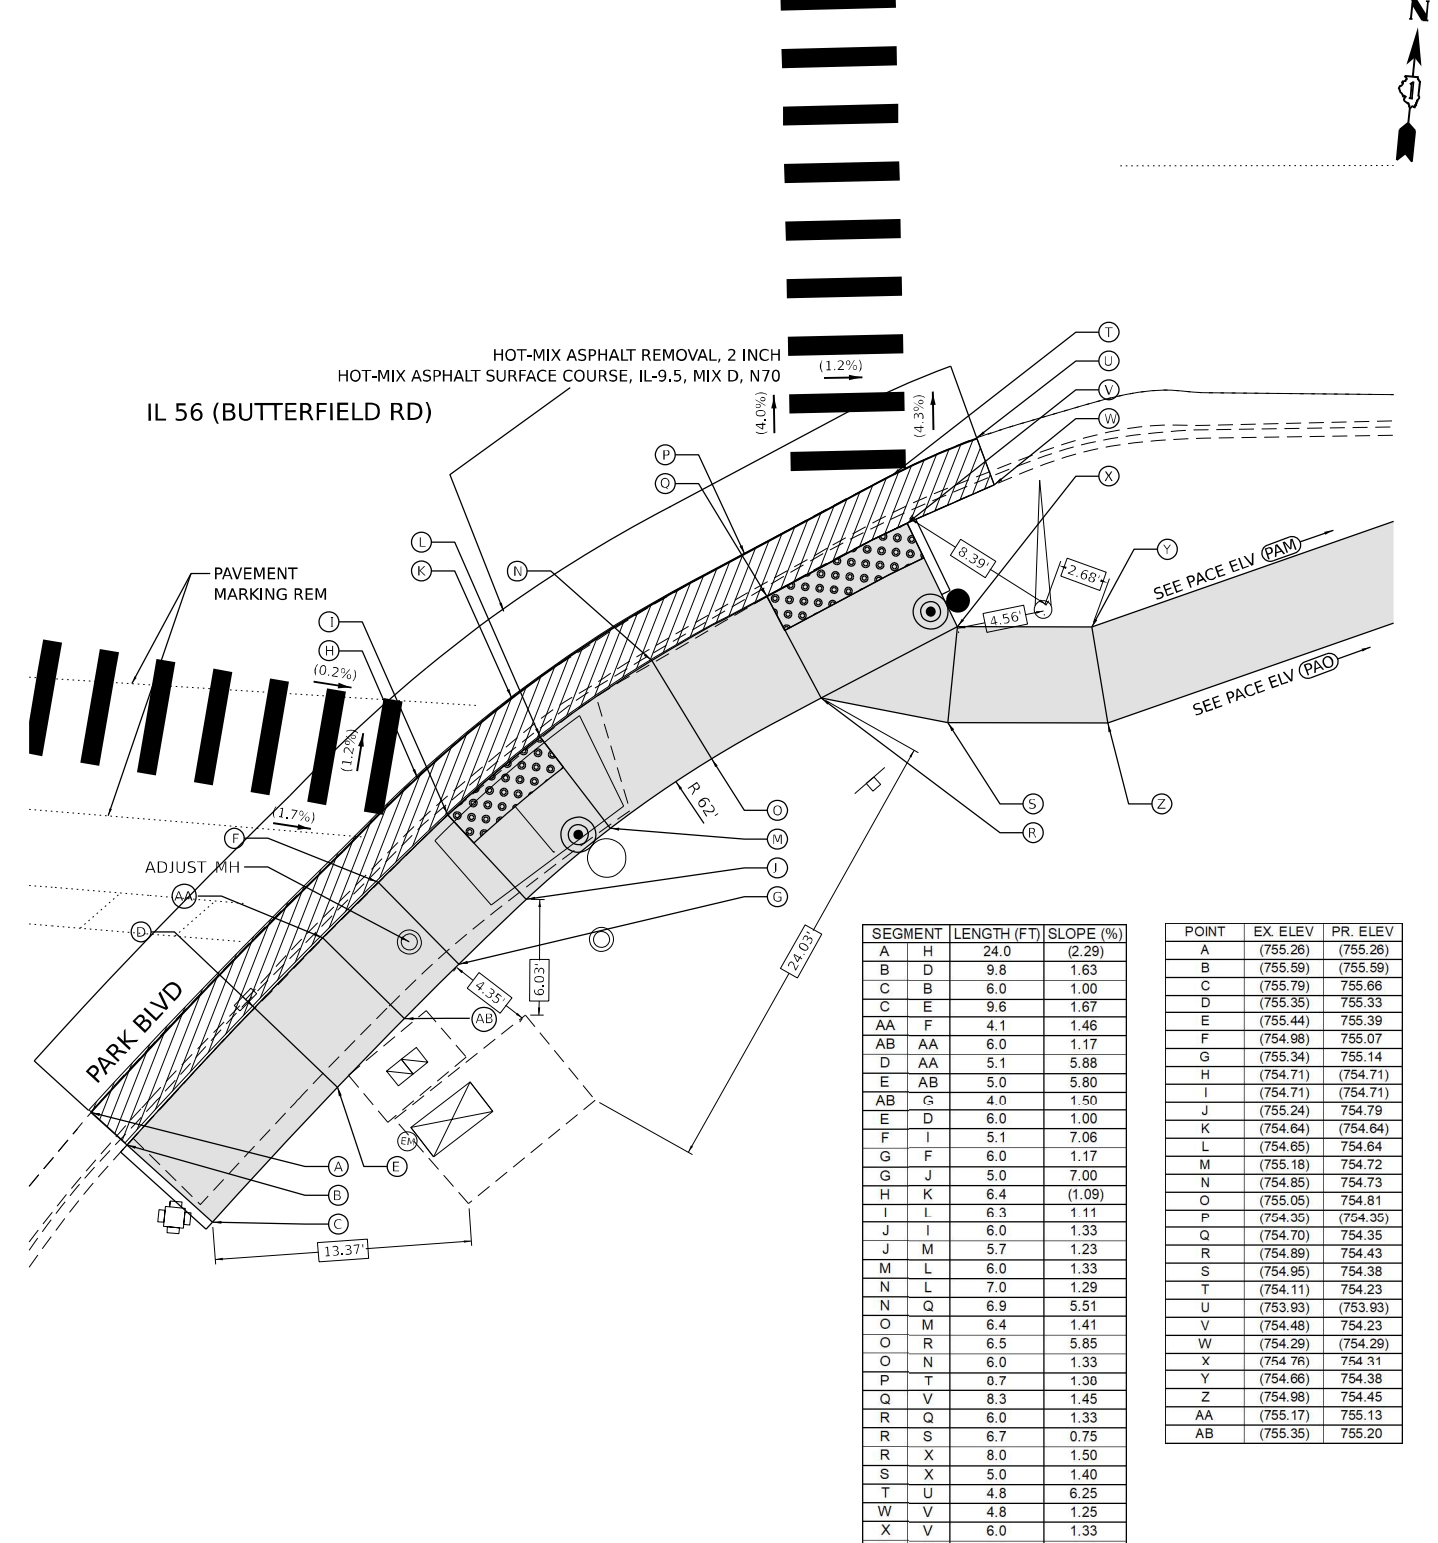 N
1
HOT-MIX ASPHALT REMOVAL, 2 INCH
HOT-MIX ASPHALT SURFACE COURSE, IL-9.5, MIX D, N70
IL 56 (BUTTERFIELD RD)
(1.2%)
(4.0%)
(4.3%)
T
U
V
W
X
Y
P
Q
L
K
N
I
H
PAVEMENT
MARKING REM
(0.2%)
(1.2%)
(1.7%)
F
ADJUST MH
AA
D
PARK BLVD
8.39'
2.68'
4.56'
SEE PACE ELV PAM
SEE PACE ELV PAO
R 62'
O
M
J
G
S
R
Z
24.03'
6.03'
4.35'
AB
EM
A
E
B
C
13.37'
SEGMENT LENGTH (FT) SLOPE (%)
A H 24.0 (2.29)
B D 9.8 1.63
C B 6.0 1.00
C E 9.6 1.67
AA F 4.1 1.46
AB AA 6.0 1.17
D AA 5.1 5.88
E AB 5.0 5.80
AB G 4.0 1.50
E D 6.0 1.00
F I 5.1 7.06
G F 6.0 1.17
G J 5.0 7.00
H K 6.4 (1.09)
I L 6.3 1.11
J I 6.0 1.33
J M 5.7 1.23
M L 6.0 1.33
N L 7.0 1.29
N Q 6.9 5.51
O M 6.4 1.41
O R 6.5 5.85
O N 6.0 1.33
P T 8.7 1.38
Q V 8.3 1.45
R Q 6.0 1.33
R S 6.7 0.75
R X 8.0 1.50
S X 5.0 1.40
T U 4.8 6.25
W V 4.8 1.25
X V 6.0 1.33
POINT EX. ELEV PR. ELEV
A (755.26) (755.26)
B (755.59) (755.59)
C (755.79) 755.66
D (755.35) 755.33
E (755.44) 755.39
F (754.98) 755.07
G (755.34) 755.14
H (754.71) (754.71)
I (754.71) (754.71)
J (755.24) 754.79
K (754.64) (754.64)
L (754.65) 754.64
M (755.18) 754.72
N (754.85) 754.73
O (755.05) 754.81
P (754.35) (754.35)
Q (754.70) 754.35
R (754.89) 754.43
S (754.95) 754.38
T (754.11) 754.23
U (753.93) (753.93)
V (754.48) 754.23
W (754.29) (754.29)
X (754.76) 754.31
Y (754.66) 754.38
Z (754.98) 754.45
AA (755.17) 755.13
AB (755.35) 755.20